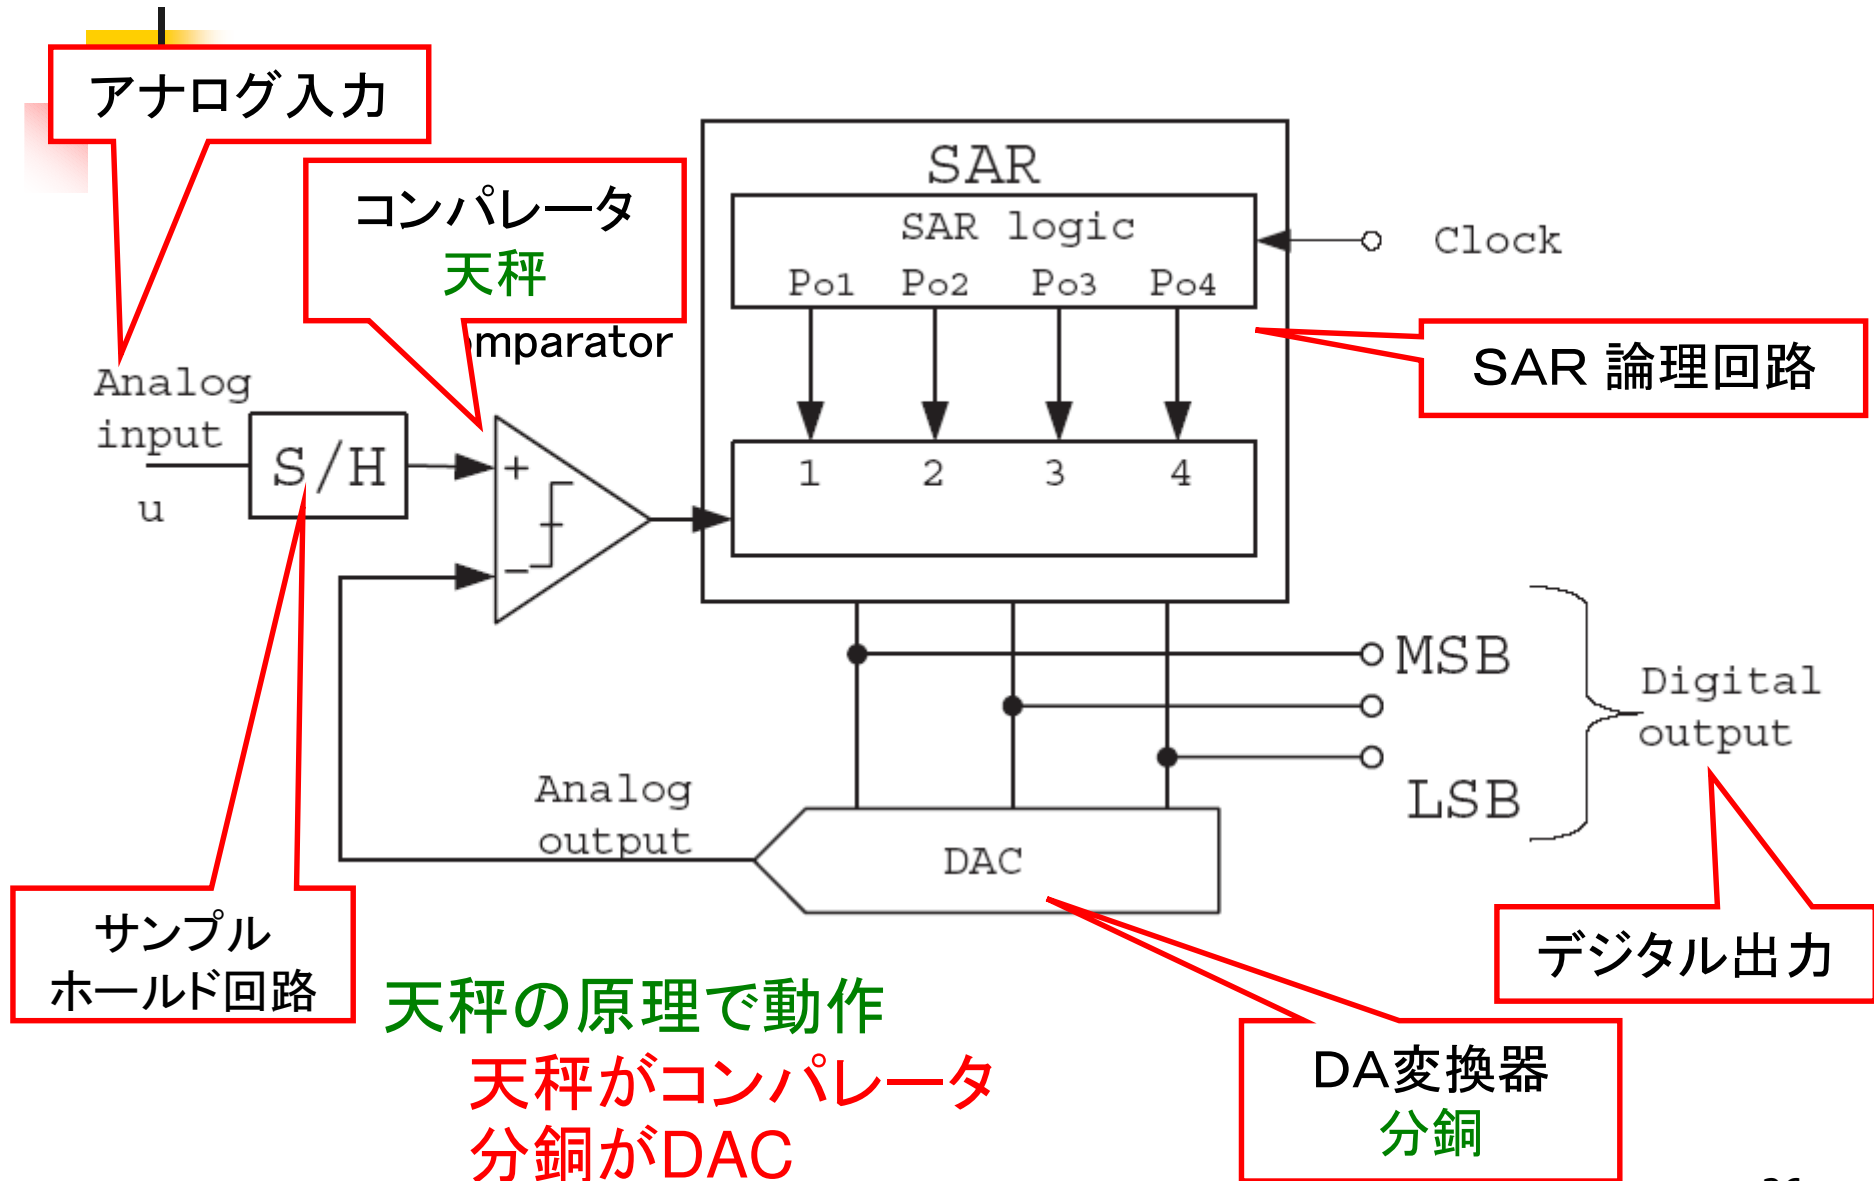 アナログ入力
コンパレータ
天秤
omparator
SAR
SAR logic
Po1 Po2 Po3 Po4
Clock
SAR 論理回路
Analog
input
u
S/H
+
−
1 2 3 4
MSB
LSB
Digital
output
Analog
output
DAC
サンプル
ホールド回路
デジタル出力
DA変換器
分銅
天秤の原理で動作
天秤がコンパレータ
分銅がDAC